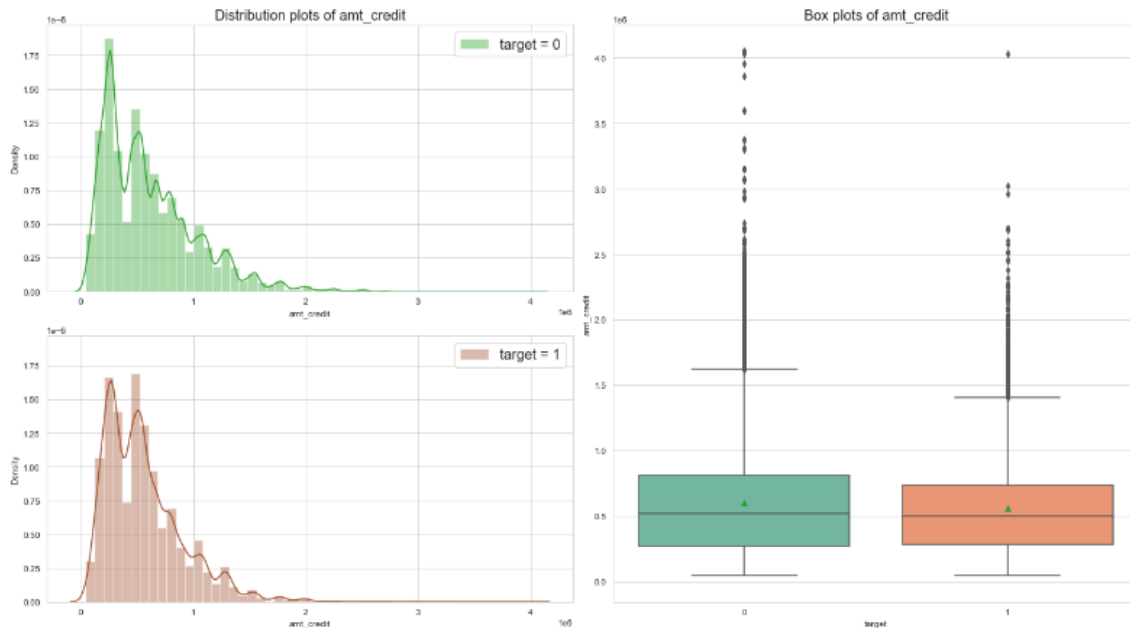 Distribution plots of amt_credit
1e−6
target = 0
1.75
1.50
1.25
1.00
0.75
0.50
0.25
0.00
Density
0 1 2 3 4
1e6
amt_credit
1e−6
target = 1
1.75
1.50
1.25
1.00
0.75
0.50
0.25
0.00
Density
0 1 2 3 4
1e6
amt_credit
Box plots of amt_credit
1e6
4.0
3.5
3.0
2.5
2.0
1.5
1.0
0.5
0.0
amt_credit
0 1
target